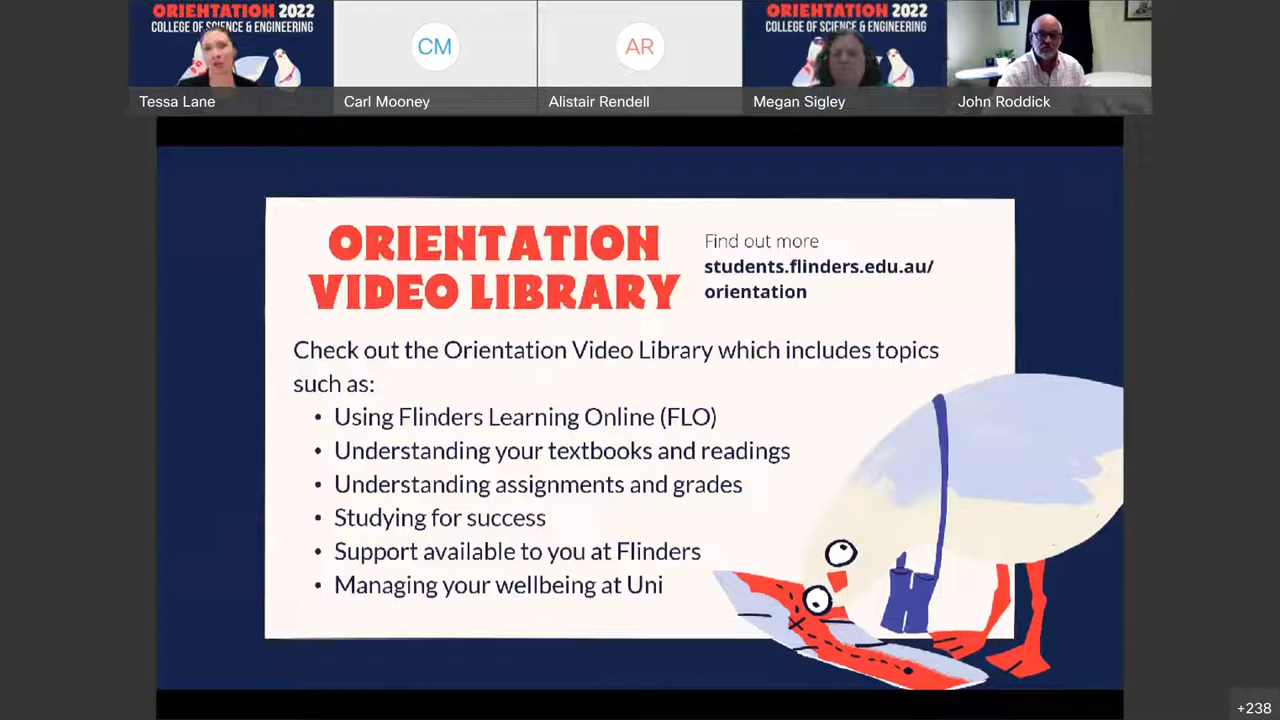 ORIENTATION 2022
COLLEGE OF SCIENCE & ENGINEERING
Tessa Lane
CM
Carl Mooney
AR
Alistair Rendell
ORIENTATION 2022
COLLEGE OF SCIENCE & ENGINEERING
Megan Sigley
John Roddick
ORIENTATION
VIDEO LIBRARY
Find out more
students.flinders.edu.au/
orientation
Check out the Orientation Video Library which includes topics
such as:
• Using Flinders Learning Online (FLO)
• Understanding your textbooks and readings
• Understanding assignments and grades
• Studying for success
• Support available to you at Flinders
• Managing your wellbeing at Uni
+238